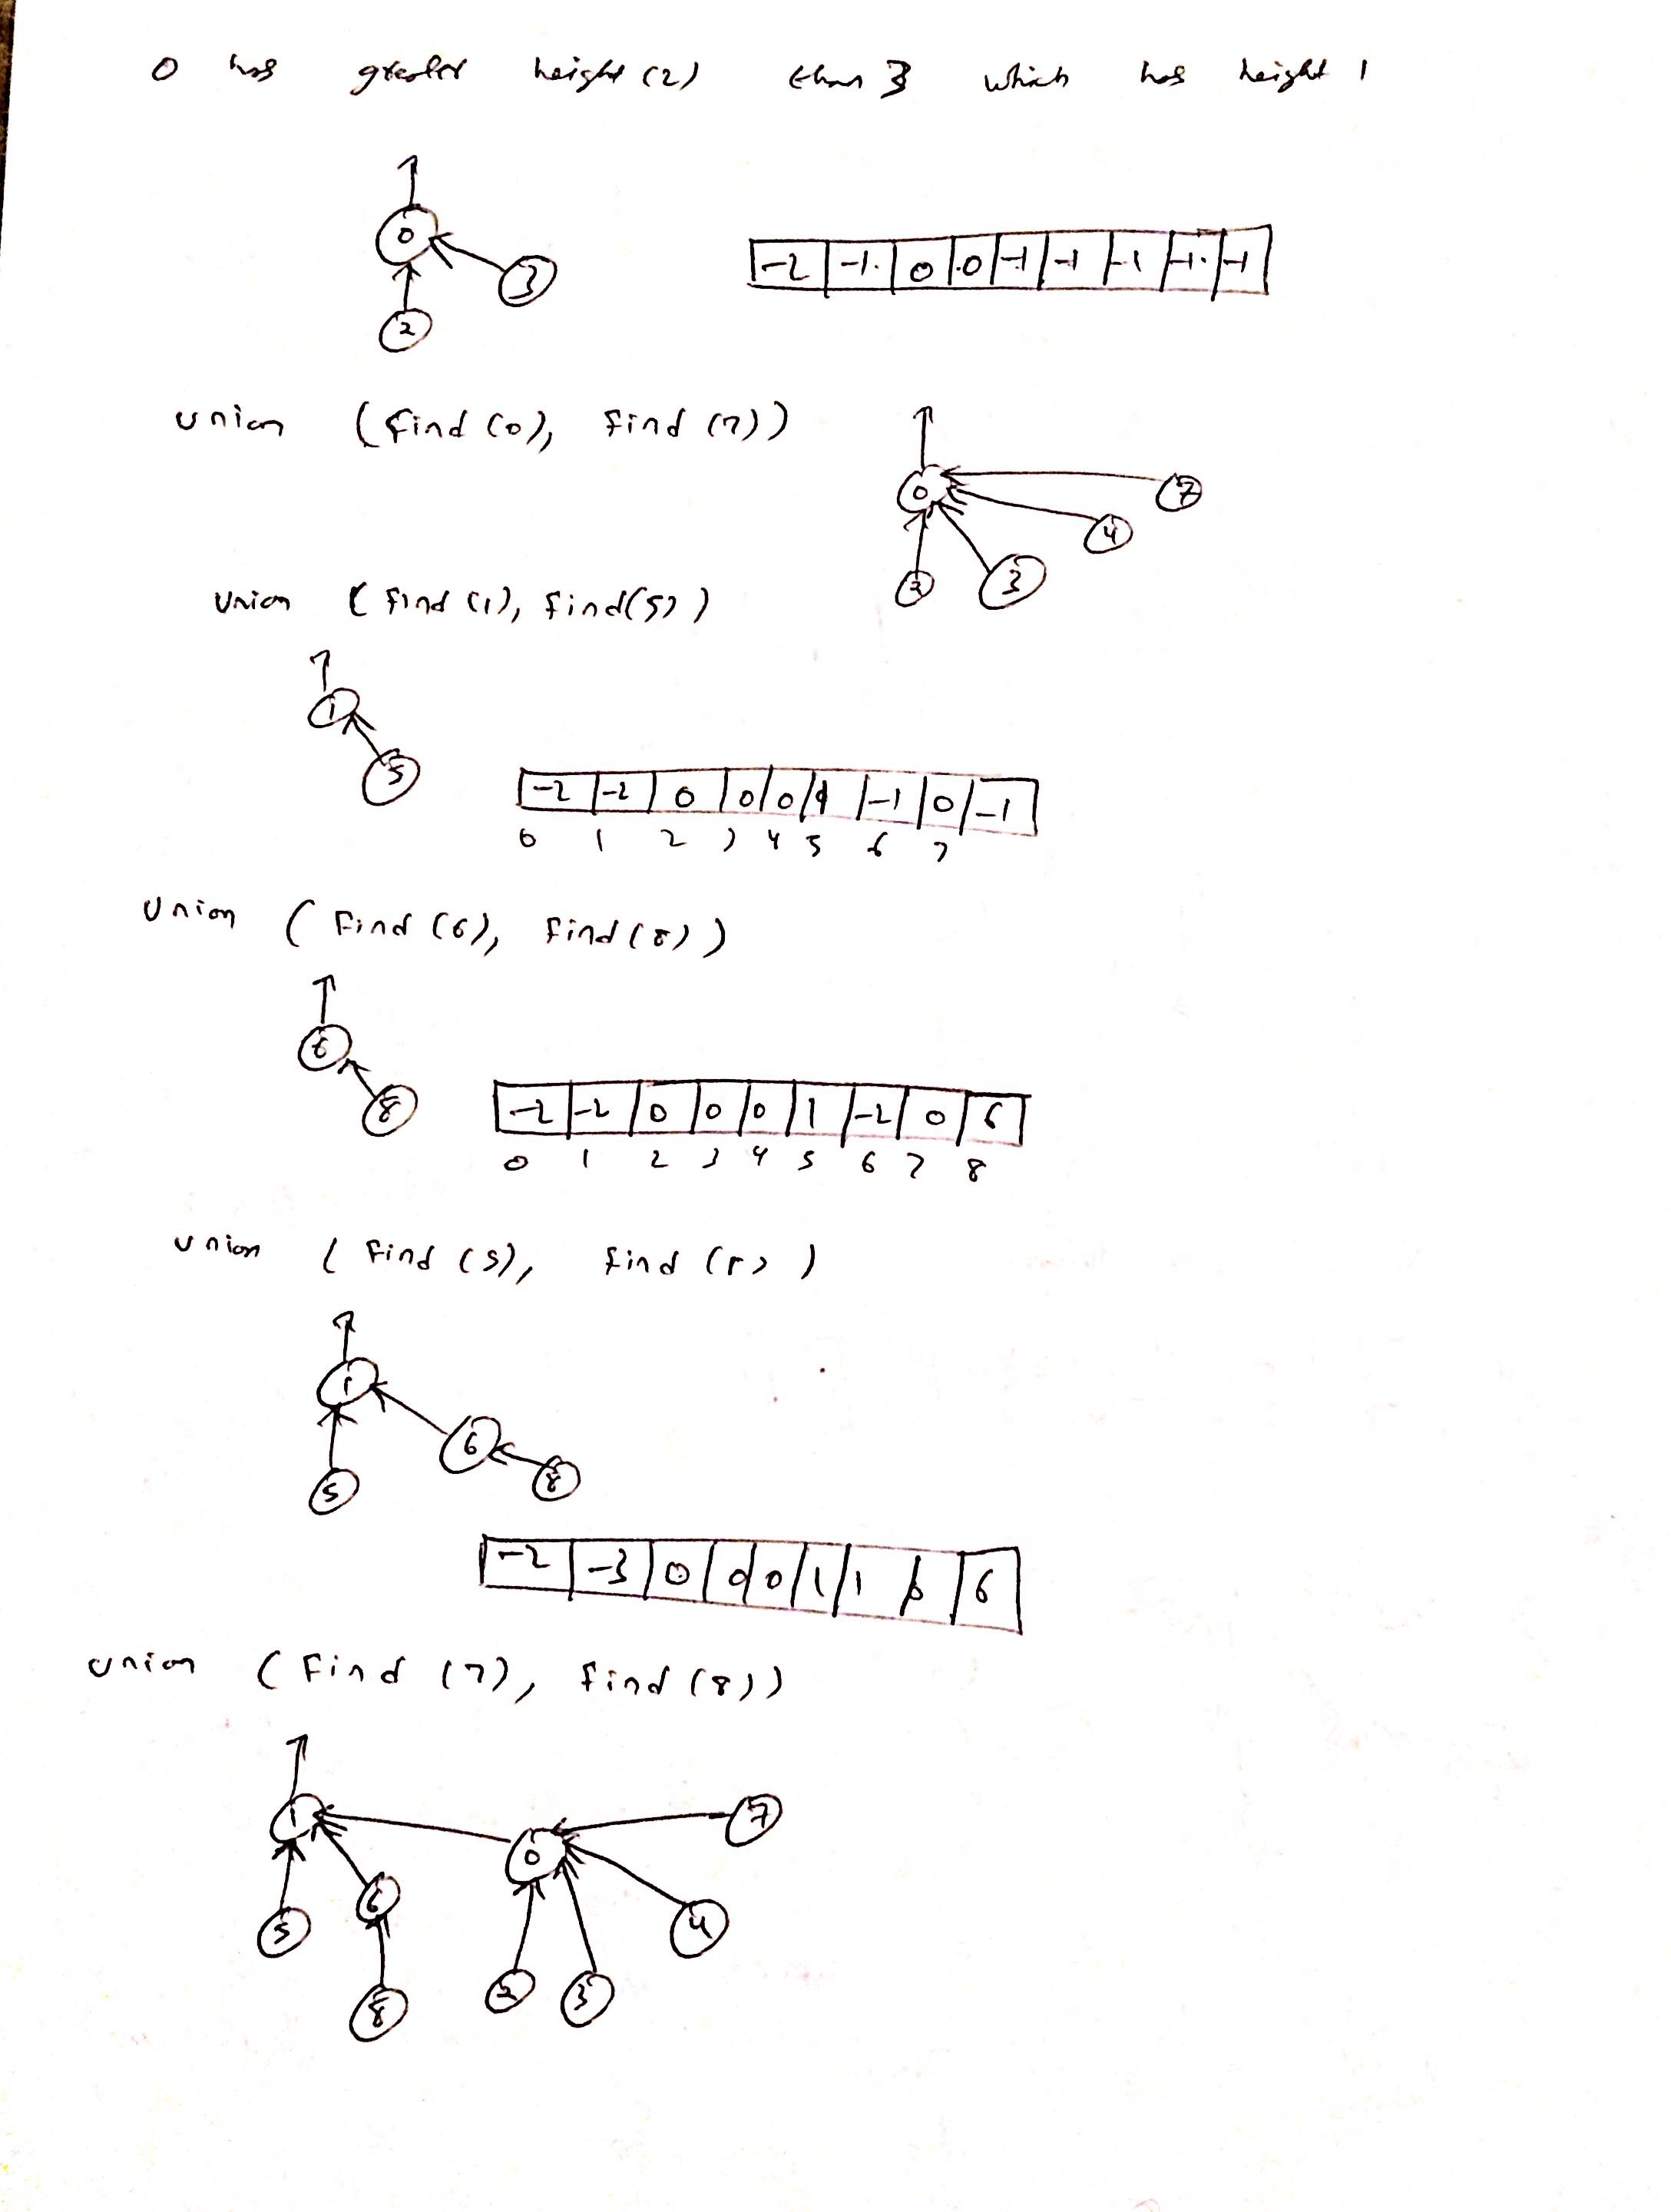 0 has greater height (2) than 3 which has height 1
0
3
2
-2 -1 0 0 -1 -1 -1 -1 -1
union (find (0), find (7))
0 7
4
2 3
Union (find (1), find(5))
1
5
-2 -2 0 0 0 1 -1 0 -1
0 1 2 3 4 5 6 7
Union (Find (6), find (8))
6
8
-2 -2 0 0 0 1 -2 0 6
0 1 2 3 4 5 6 7 8
union (find (5), find ( ))
1
6
8
5
-2 -3 0 0 0 1 1 0 6
union (Find (7), find (8))
1 7
0
6
5 4
2 3
8